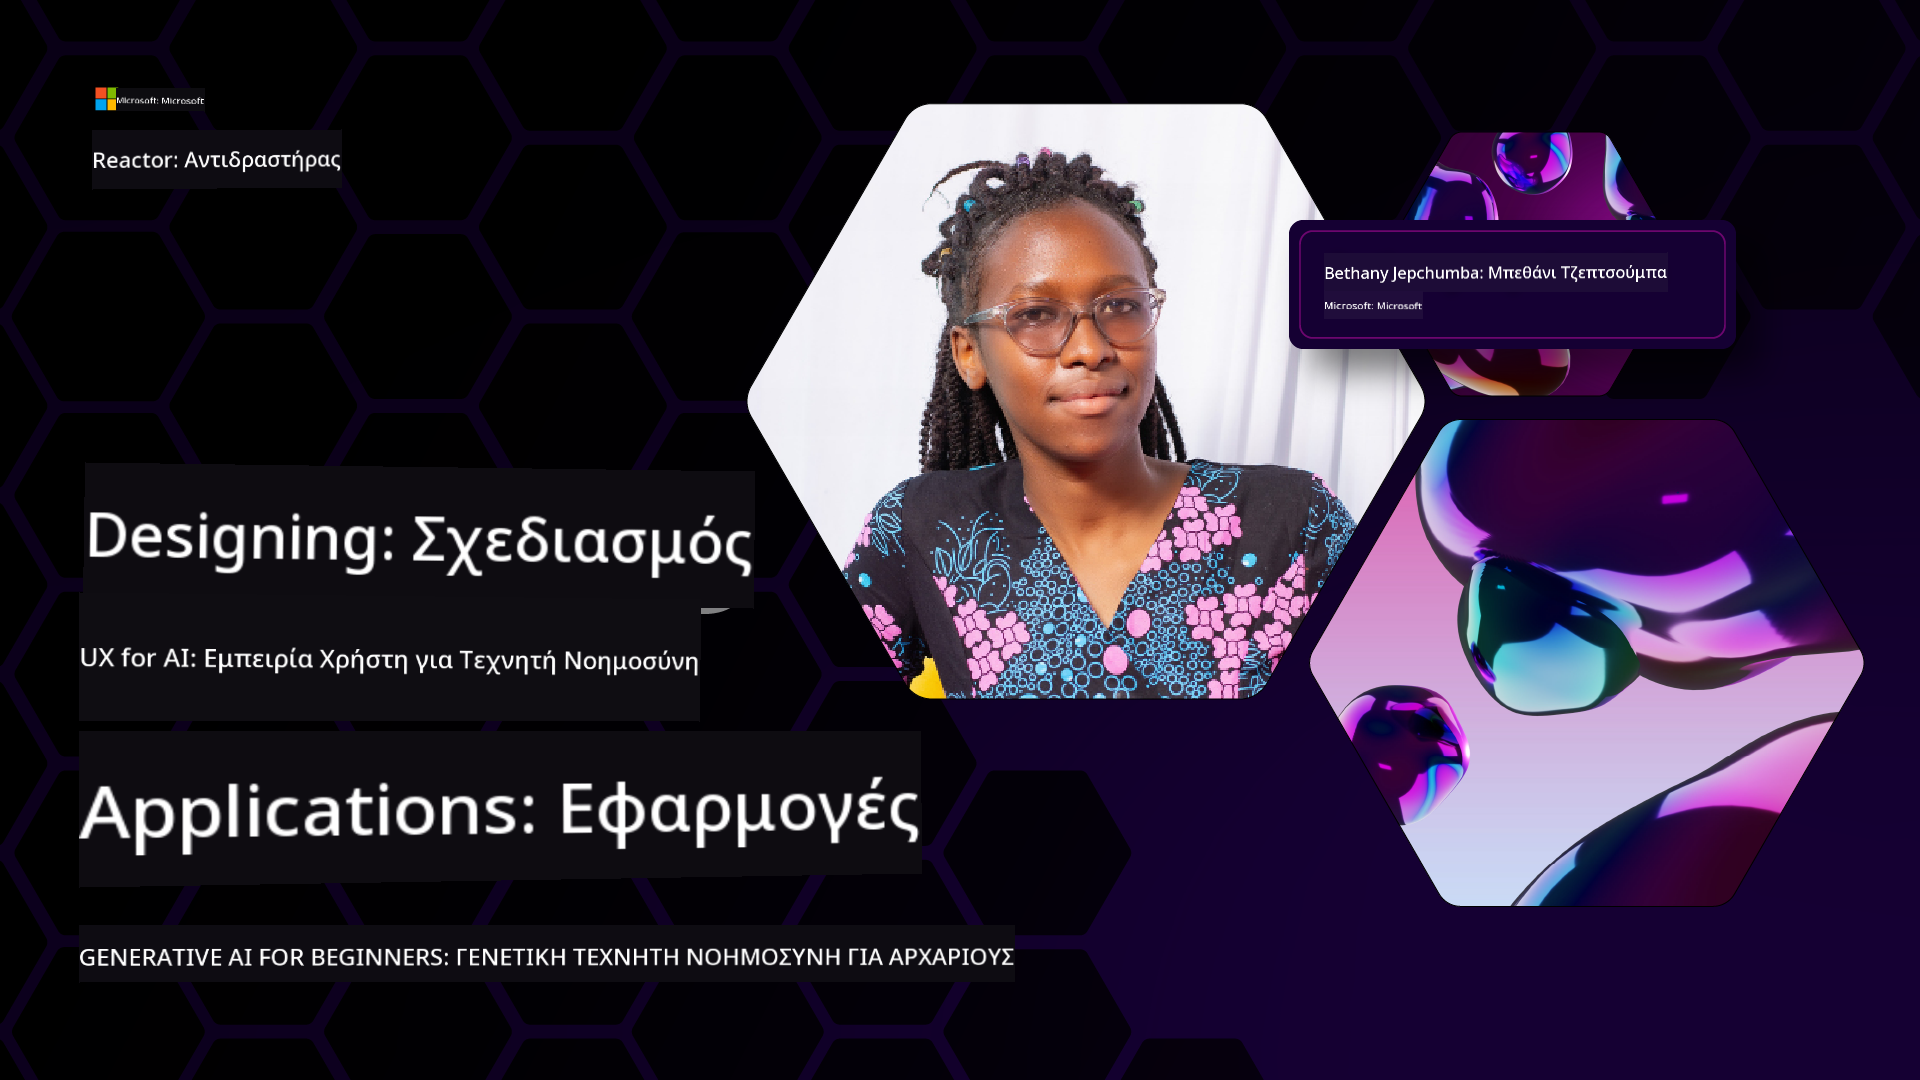 Microsoft: Microsoft
Reactor: Αντιδραστήρας
Bethany Jepchumba: Μπεθάνι Τζεπτσούμπα
Microsoft: Microsoft
Designing: Σχεδιασμός
UX for AI: Εμπειρία Χρήστη για Τεχνητή Νοημοσύνη
Applications: Εφαρμογές
GENERATIVE AI FOR BEGINNERS: ΓΕΝΕΤΙΚΗ ΤΕΧΝΗΤΗ ΝΟΗΜΟΣΥΝΗ ΓΙΑ ΑΡΧΑΡΙΟΥΣ